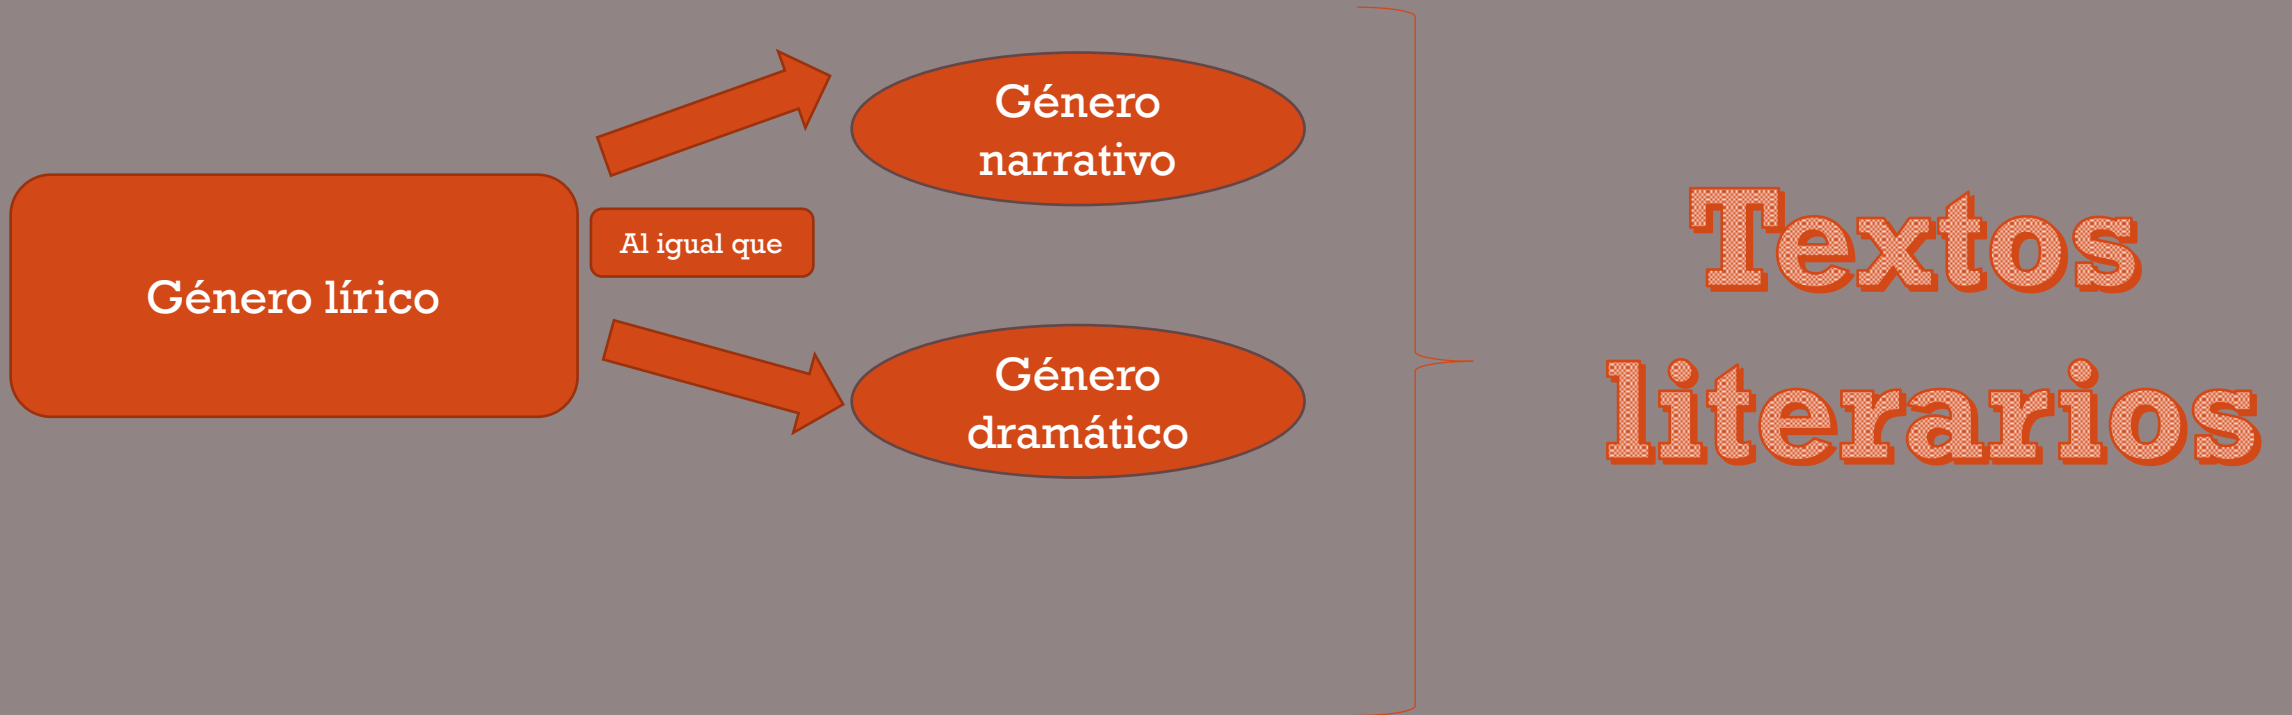 Género lírico
Al igual que
Género
narrativo
Género
dramático
Textos
literarios